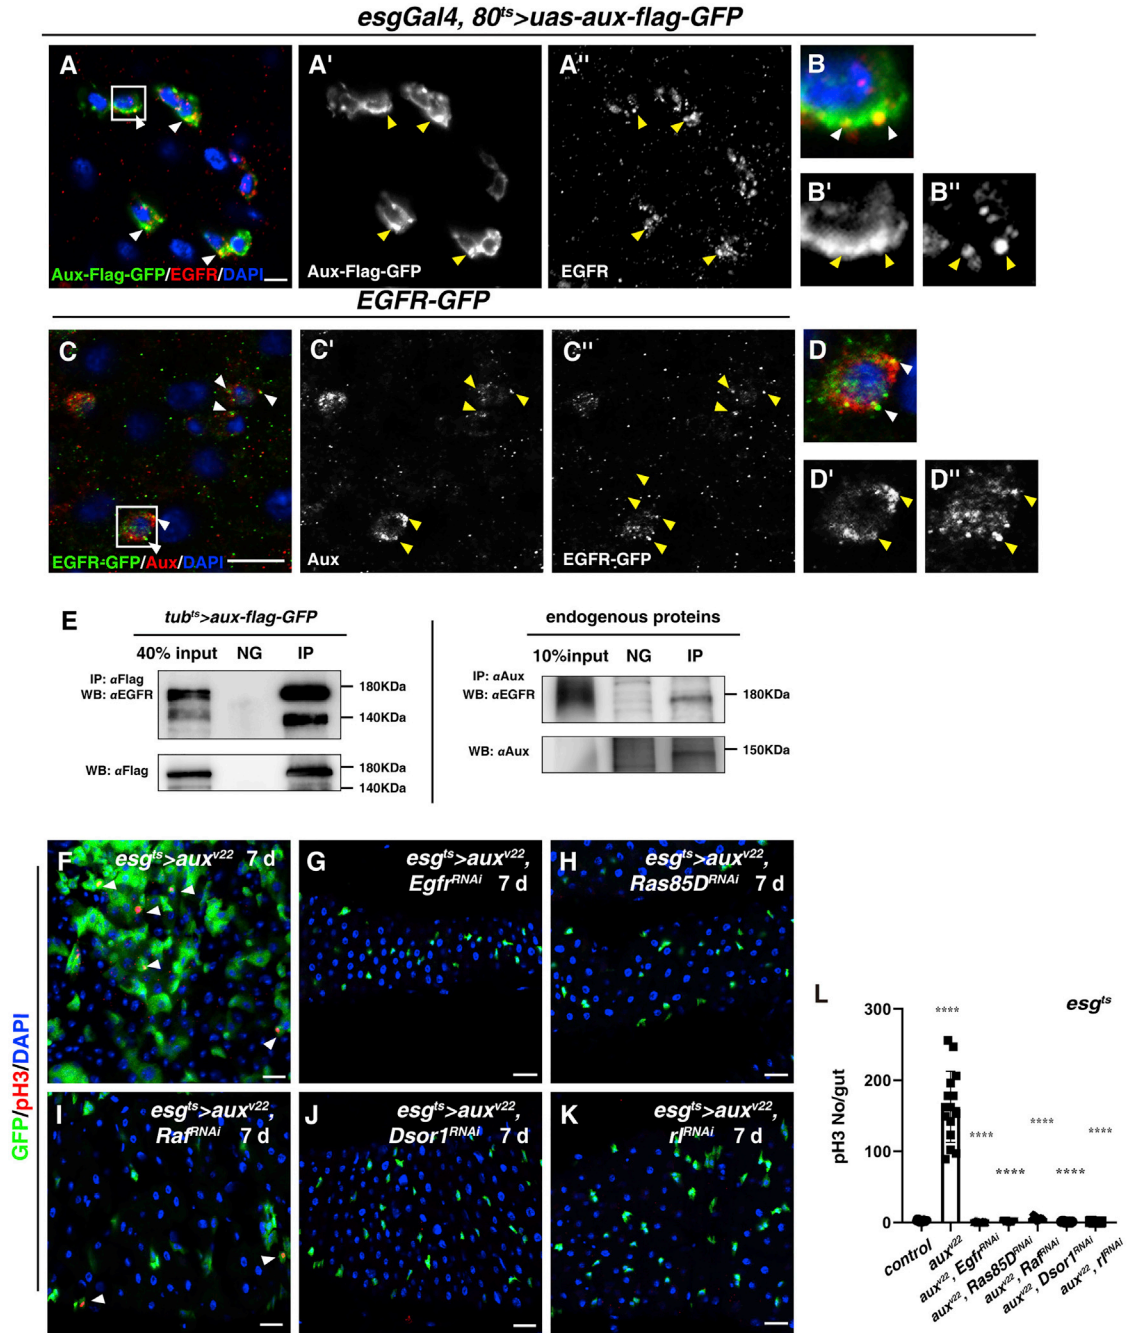 esgGal4, 80ts>uas-aux-flag-GFP
A
Aux-Flag-GFP/EGFR/DAPI
A'
Aux-Flag-GFP
A''
EGFR
B
B'
B''
EGFR-GFP
C
EGFR-GFP/Aux/DAPI
C'
Aux
C''
EGFR-GFP
D
D'
D''
E
tubts>aux-flag-GFP
40% input NG IP
IP: αFlag
WB: αEGFR
180KDa
140KDa
WB: αFlag
180KDa
140KDa
endogenous proteins
10%input NG IP
IP: αAux
WB: αEGFR
180KDa
WB: αAux
150KDa
GFP/pH3/DAPI
F
esgts>auxv22 7 d
G
esgts>auxv22,
EgfrRNAi 7 d
H
esgts>auxv22,
Ras85DRNAi 7 d
I
esgts>auxv22,
RafRNAi 7 d
J
esgts>auxv22,
Dsor1RNAi 7 d
K
esgts>auxv22,
rlRNAi 7 d
L
esgts
pH3 No/gut
300
200
100
0
****
****
****
****
****
****
control
auxv22
auxv22, EgfrRNAi
auxv22, Ras85DRNAi
auxv22, RafRNAi
auxv22, Dsor1RNAi
auxv22, rlRNAi